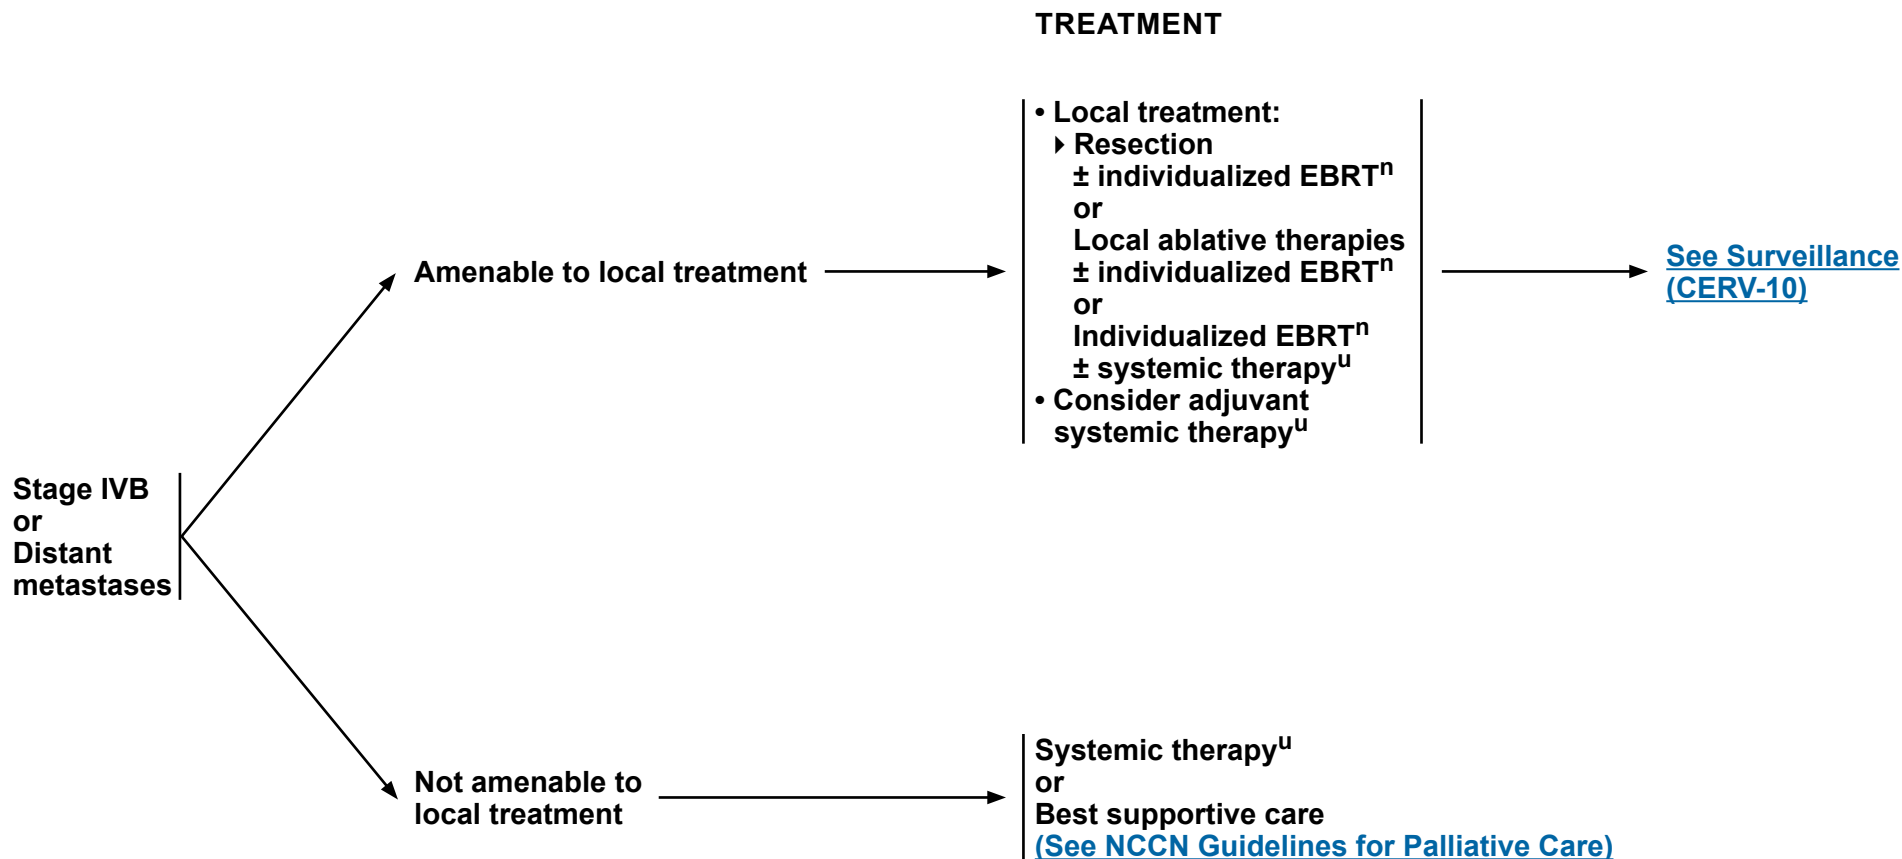 TREATMENT
Stage IVB
or
Distant
metastases
Amenable to local treatment
• Local treatment:
‣ Resection
± individualized EBRTⁿ
or
Local ablative therapies
± individualized EBRTⁿ
or
Individualized EBRTⁿ
± systemic therapyᵘ
• Consider adjuvant
systemic therapyᵘ
See Surveillance
(CERV-10)
Not amenable to
local treatment
Systemic therapyᵘ
or
Best supportive care
(See NCCN Guidelines for Palliative Care)